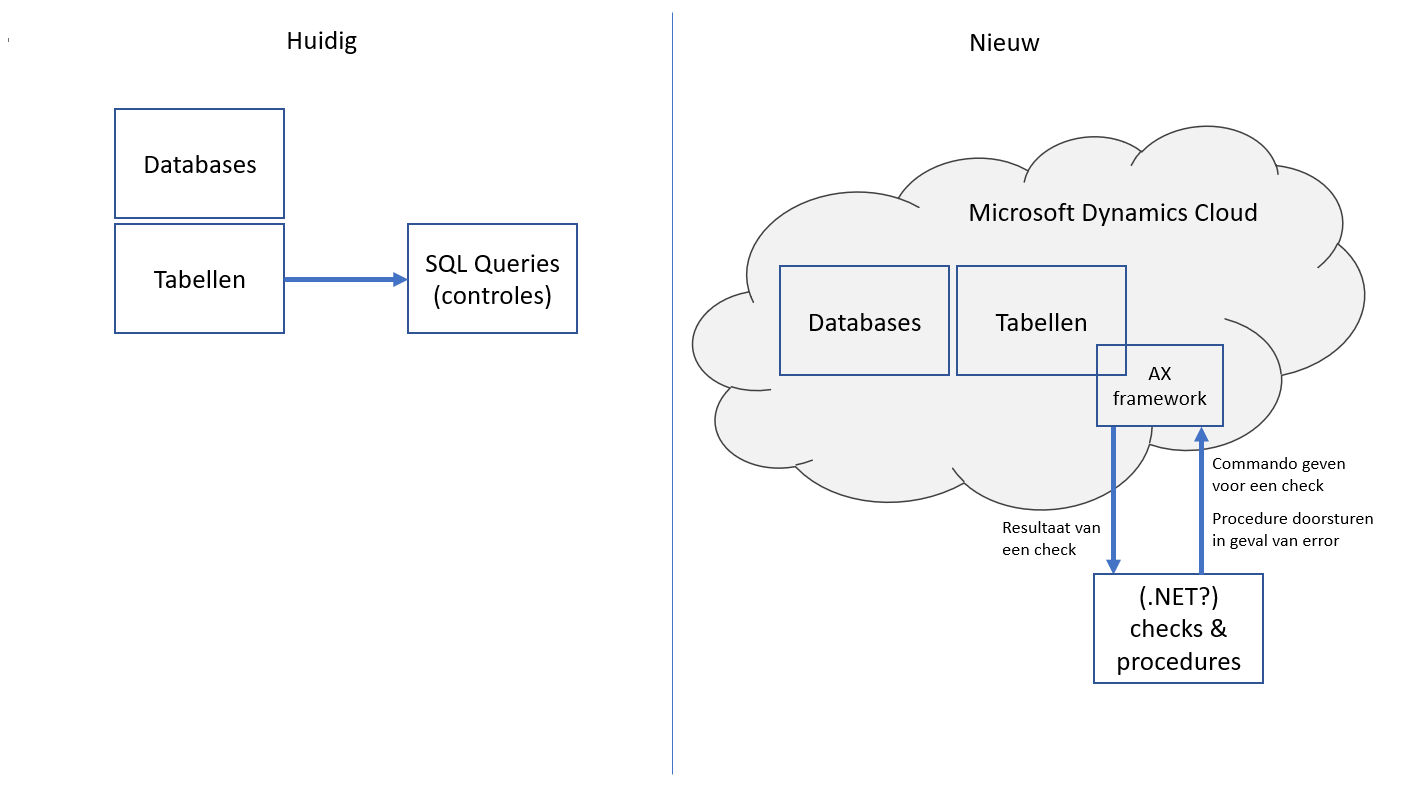 Huidig
Databases
Tabellen
SQL Queries
(controles)
Nieuw
Microsoft Dynamics Cloud
Databases
Tabellen
AX
framework
Commando geven
voor een check
Procedure doorsturen
in geval van error
Resultaat van
een check
(.NET?)
checks &
procedures